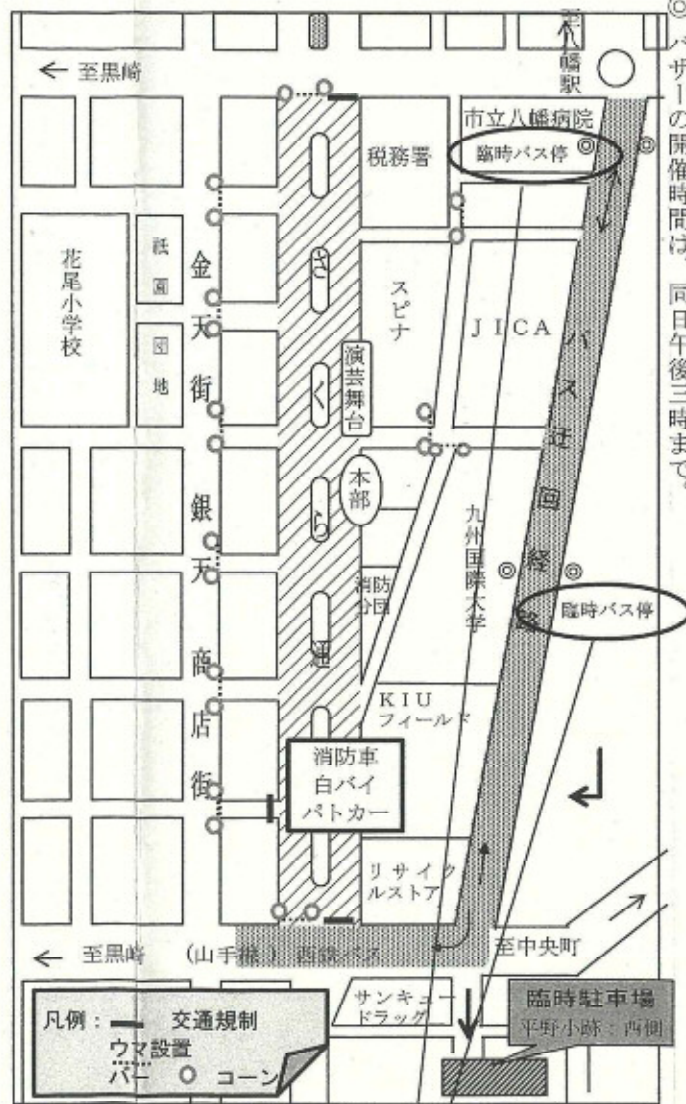 ◎バザーの開催時間は、同日午後三時まで。
至八幡駅
← 至黒崎
市立八幡病院
臨時バス停
税務署
花尾小学校
祇園
団地
金天街
銀天商店街
さくら通
スピナ
JICA
演芸舞台
本部
消防
分団
九州国際大学
バス迂回経路
臨時バス停
KIU
フィールド
消防車
白バイ
パトカー
リサイク
ルストア
← 至黒崎
(山手線) 西鉄バス
至中央町
サンキュー
ドラッグ
臨時駐車場
平野小跡:西側
凡例:
交通規制
ウマ設置
バー
コーン